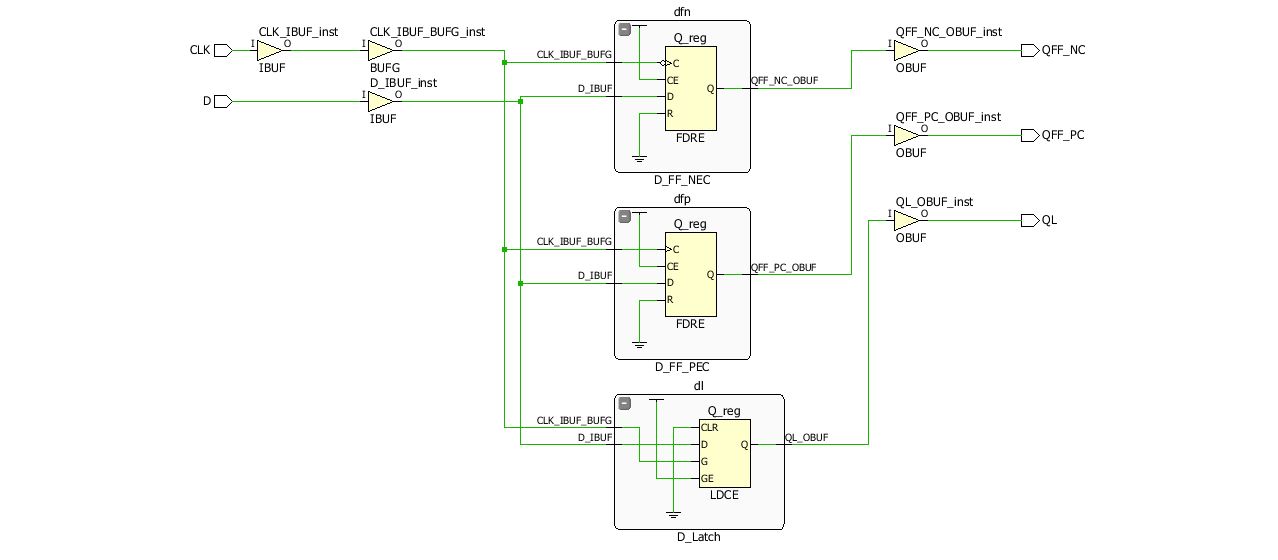 CLK
CLK_IBUF_inst
I
O
IBUF
CLK_IBUF_BUFG_inst
I
O
BUFG
D
D_IBUF_inst
I
O
IBUF
dfn
Q_reg
CLK_IBUF_BUFG
C
CE
D_IBUF
D
Q
R
FDRE
D_FF_NEC
QFF_NC_OBUF
QFF_NC_OBUF_inst
I
O
OBUF
QFF_NC
dfp
Q_reg
CLK_IBUF_BUFG
C
CE
D_IBUF
D
Q
R
FDRE
D_FF_PEC
QFF_PC_OBUF
QFF_PC_OBUF_inst
I
O
OBUF
QFF_PC
dl
Q_reg
CLK_IBUF_BUFG
CLR
D_IBUF
D
Q
G
GE
LDCE
D_Latch
QL_OBUF
QL_OBUF_inst
I
O
OBUF
QL